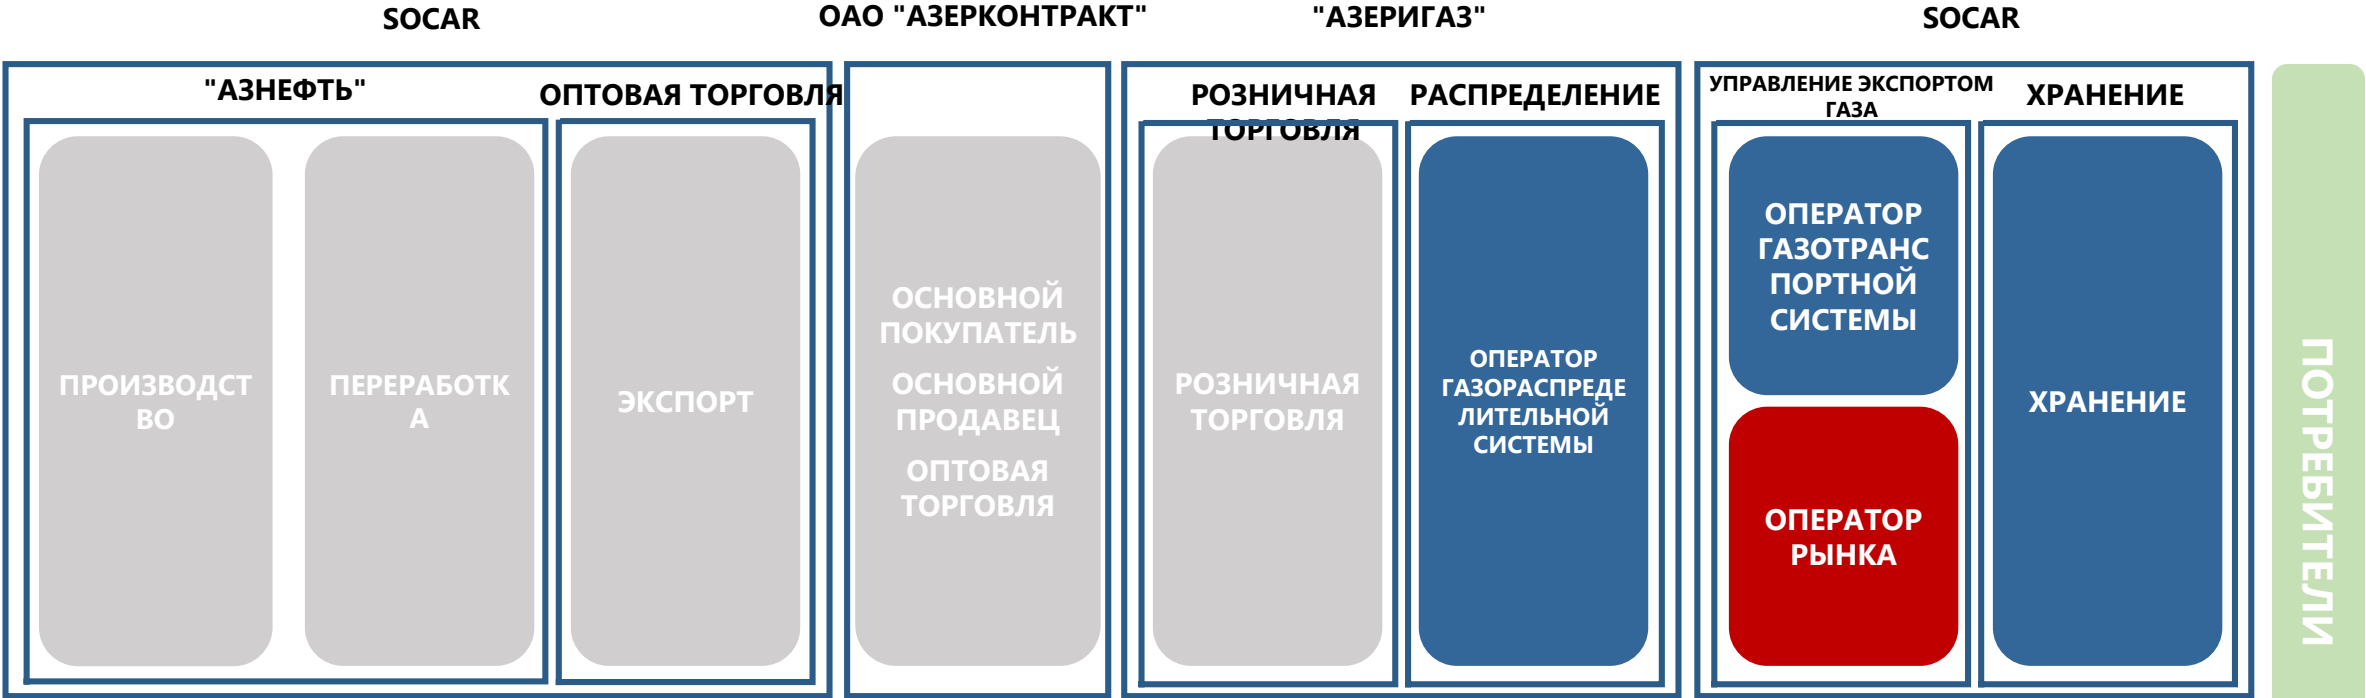 SOCAR
ОАО "АЗЕРКОНТРАКТ"
"АЗЕРИГАЗ"
SOCAR
"АЗНЕФТЬ"
ОПТОВАЯ ТОРГОВЛЯ
РОЗНИЧНАЯ
ТОРГОВЛЯ
РАСПРЕДЕЛЕНИЕ
УПРАВЛЕНИЕ ЭКСПОРТОМ
ГАЗА
ХРАНЕНИЕ
ПРОИЗВОДСТ
ВО
ПЕРЕРАБОТК
А
ЭКСПОРТ
ОСНОВНОЙ
ПОКУПАТЕЛЬ
ОСНОВНОЙ
ПРОДАВЕЦ
ОПТОВАЯ
ТОРГОВЛЯ
РОЗНИЧНАЯ
ТОРГОВЛЯ
ОПЕРАТОР
ГАЗОРАСПРЕДЕ
ЛИТЕЛЬНОЙ
СИСТЕМЫ
ОПЕРАТОР
ГАЗОТРАНС
ПОРТНОЙ
СИСТЕМЫ
ОПЕРАТОР
РЫНКА
ХРАНЕНИЕ
ПОТРЕБИТЕЛИ